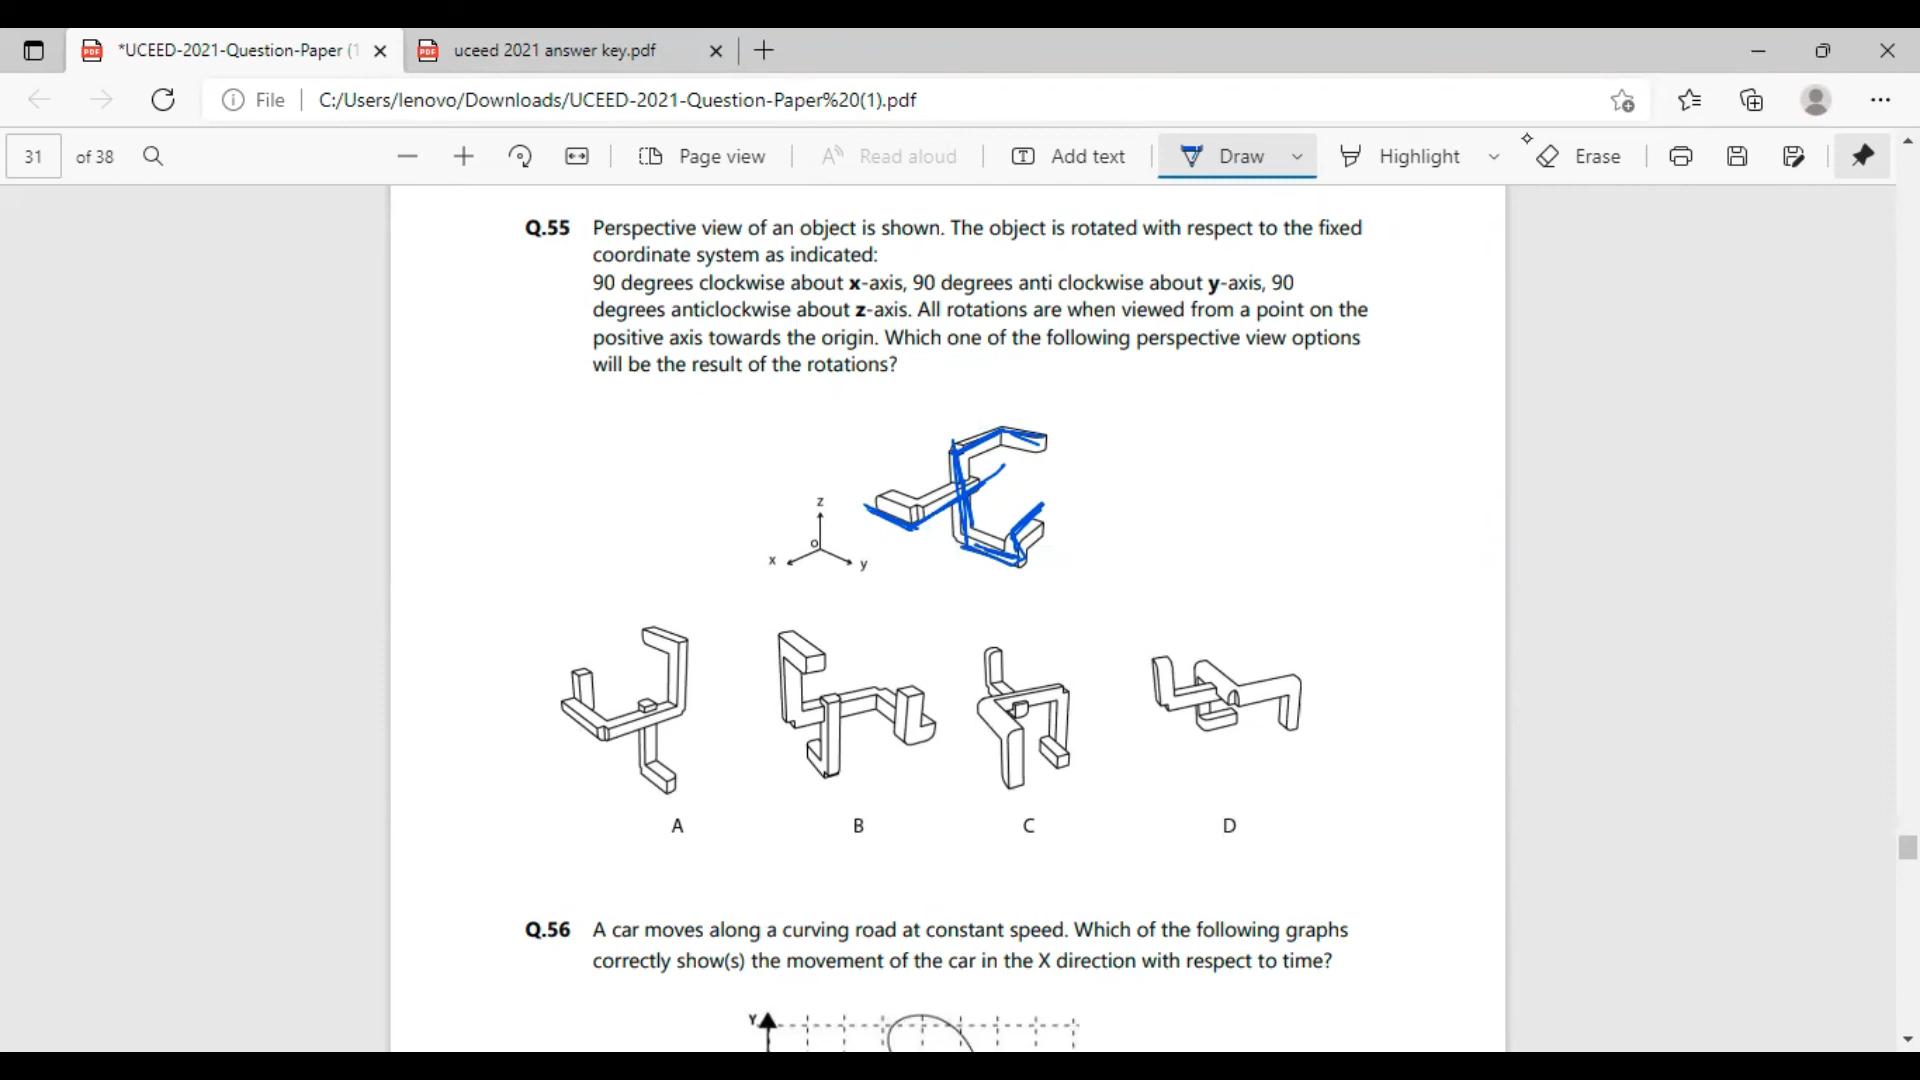 *UCEED-2021-Question-Paper (1
uceed 2021 answer key.pdf
File
C:/Users/lenovo/Downloads/UCEED-2021-Question-Paper%20(1).pdf
31 of 38
Page view
Read aloud
Add text
Draw
Highlight
Erase
Q.55 Perspective view of an object is shown. The object is rotated with respect to the fixed
coordinate system as indicated:
90 degrees clockwise about x-axis, 90 degrees anti clockwise about y-axis, 90
degrees anticlockwise about z-axis. All rotations are when viewed from a point on the
positive axis towards the origin. Which one of the following perspective view options
will be the result of the rotations?
z
O
x
y
A B C D
Q.56 A car moves along a curving road at constant speed. Which of the following graphs
correctly show(s) the movement of the car in the X direction with respect to time?
Y